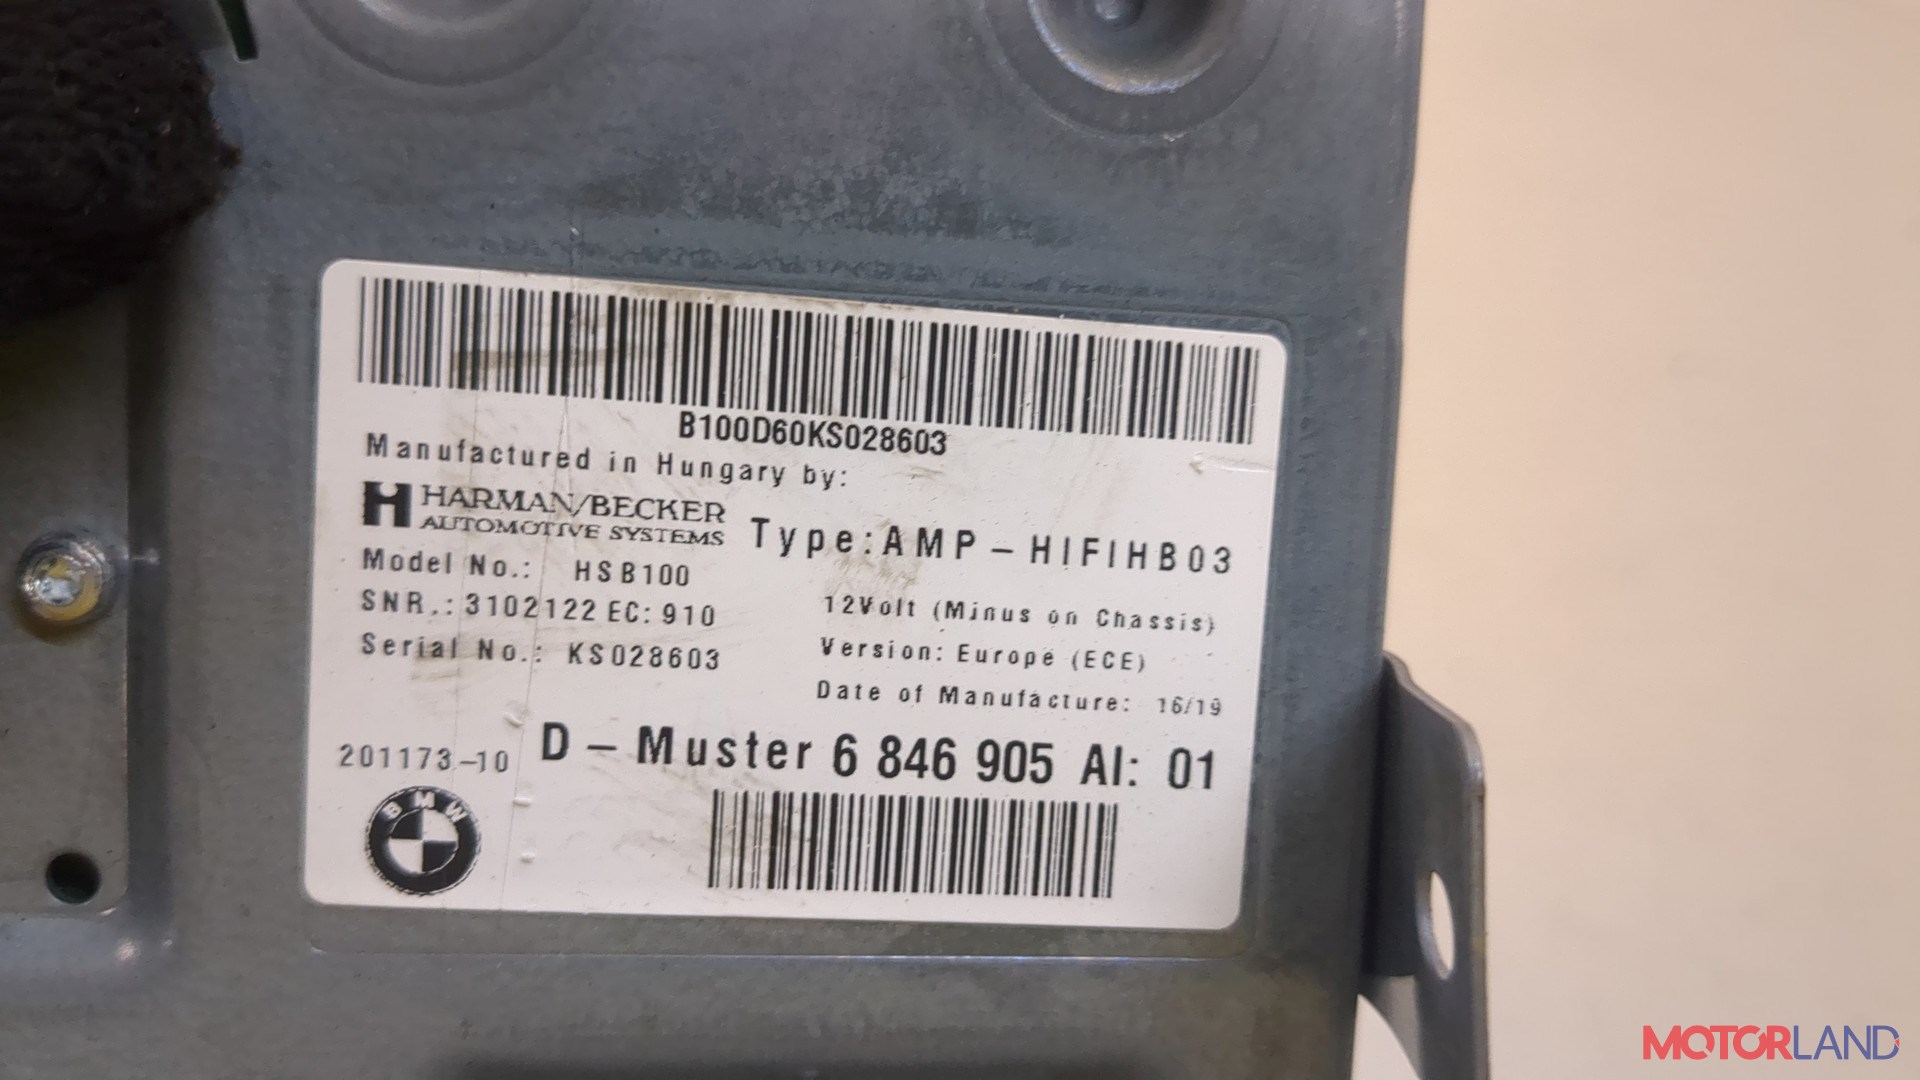 B100D60KS028603
Manufactured in Hungary by:
HARMAN/BECKER
AUTOMOTIVE SYSTEMS
Type:AMP-HIFIHB03
Model No.: HSB100
SNR.:3102122 EC:910
Serial No.: KS028603
12Volt (Minus on Chassis)
Version: Europe (ECE)
Date of Manufacture: 16/19
201173-10
D-Muster 6 846 905 AI: 01
BMW
MOTORLAND